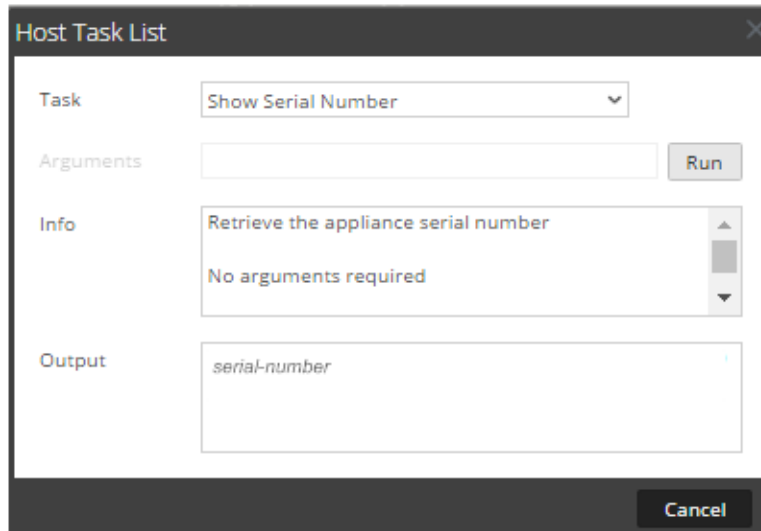 Host Task List
Task
Show Serial Number
Arguments
Run
Info
Retrieve the appliance serial number
No arguments required
Output
serial-number
Cancel